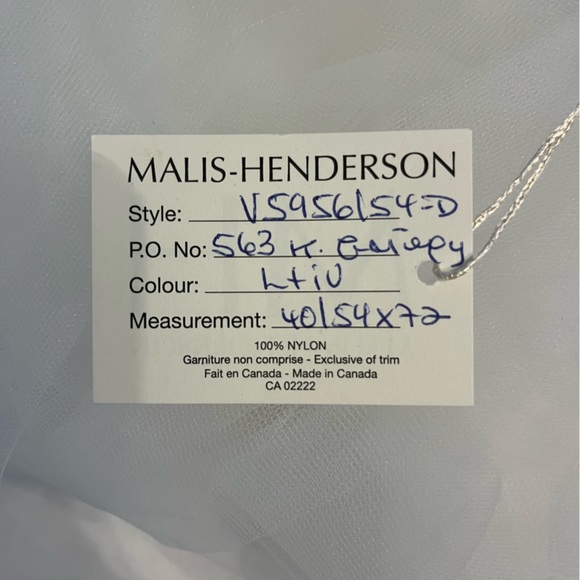 MALIS-HENDERSON
Style: V5956/54-D
P.O. No: 563 K.
Colour: Lt iv
Measurement: 40/54x72
100% NYLON
Garniture non comprise - Exclusive of trim
Fait en Canada - Made in Canada
CA 02222